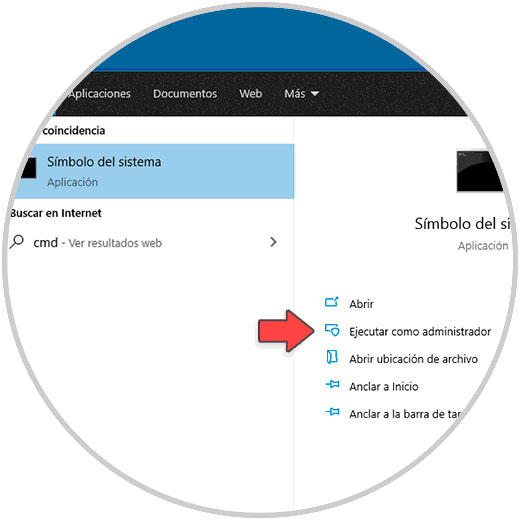 Aplicaciones Documentos Web Más
coincidencia
Símbolo del sistema
Aplicación
Buscar en Internet
cmd - Ver resultados web
Símbolo del si
Aplicación
Abrir
Ejecutar como administrador
Abrir ubicación de archivo
Anclar a Inicio
Anclar a la barra de tar